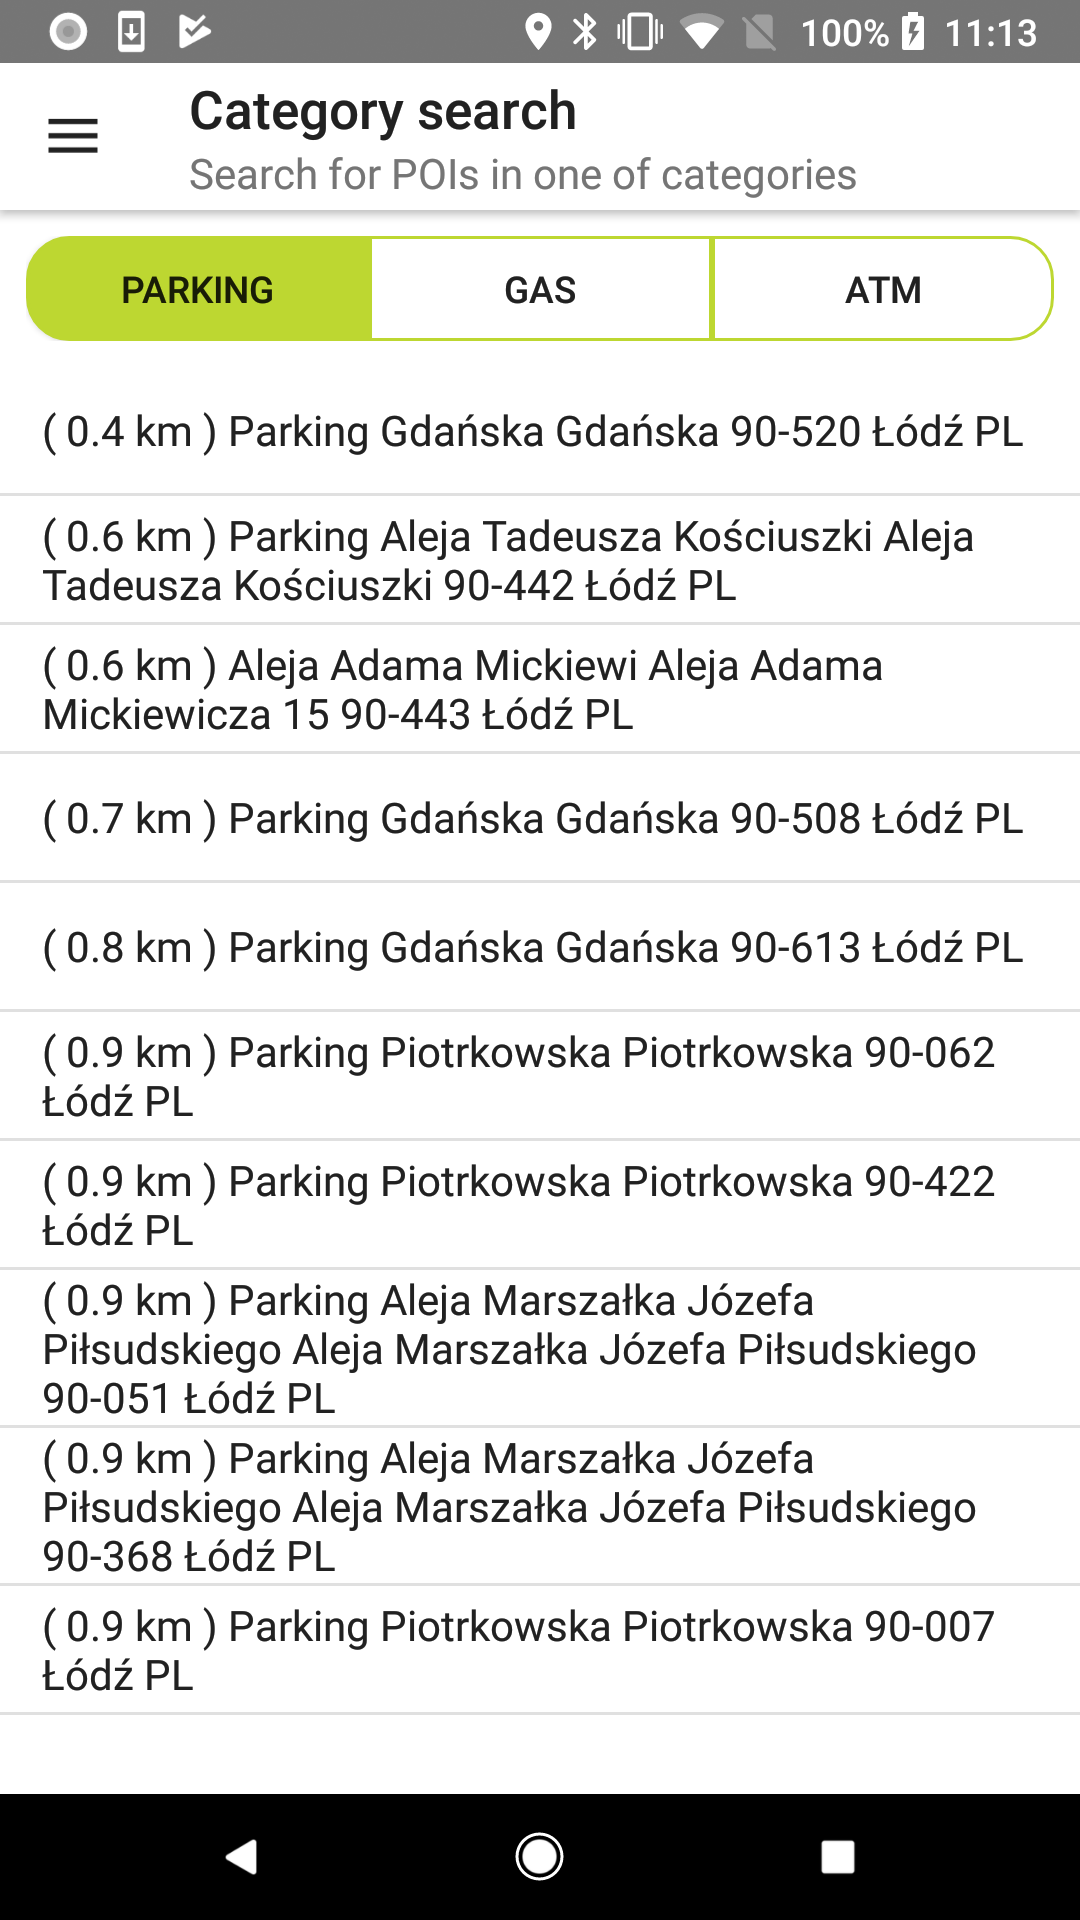 100% 11:13
Category search
Search for POIs in one of categories
PARKING GAS ATM
( 0.4 km ) Parking Gdańska Gdańska 90-520 Łódź PL
( 0.6 km ) Parking Aleja Tadeusza Kościuszki Aleja
Tadeusza Kościuszki 90-442 Łódź PL
( 0.6 km ) Aleja Adama Mickiewi Aleja Adama
Mickiewicza 15 90-443 Łódź PL
( 0.7 km ) Parking Gdańska Gdańska 90-508 Łódź PL
( 0.8 km ) Parking Gdańska Gdańska 90-613 Łódź PL
( 0.9 km ) Parking Piotrkowska Piotrkowska 90-062
Łódź PL
( 0.9 km ) Parking Piotrkowska Piotrkowska 90-422
Łódź PL
( 0.9 km ) Parking Aleja Marszałka Józefa
Piłsudskiego Aleja Marszałka Józefa Piłsudskiego
90-051 Łódź PL
( 0.9 km ) Parking Aleja Marszałka Józefa
Piłsudskiego Aleja Marszałka Józefa Piłsudskiego
90-368 Łódź PL
( 0.9 km ) Parking Piotrkowska Piotrkowska 90-007
Łódź PL